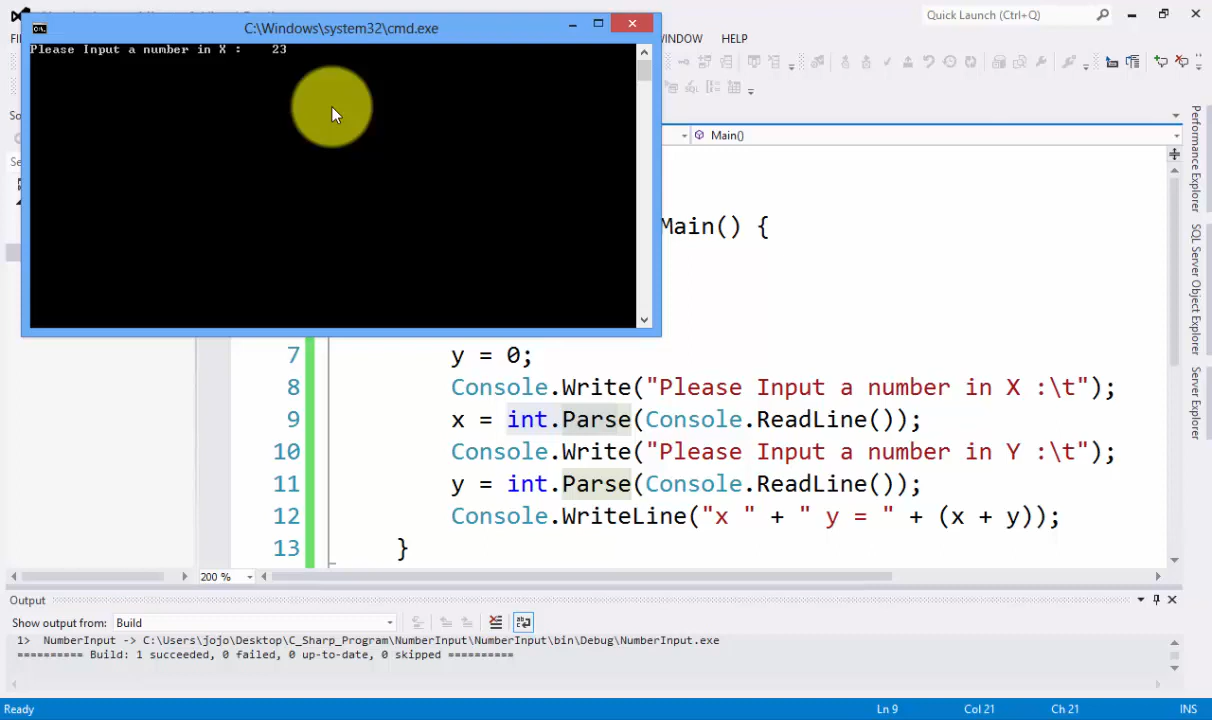 C:\Windows\system32\cmd.exe
Please Input a number in X :    23
Quick Launch (Ctrl+Q)
WINDOW HELP
Main()
Main() {
7 y = 0;
8 Console.Write("Please Input a number in X :\t");
9 x = int.Parse(Console.ReadLine());
10 Console.Write("Please Input a number in Y :\t");
11 y = int.Parse(Console.ReadLine());
12 Console.WriteLine("x " + " y = " + (x + y));
13 }
200 %
Performance Explorer
SQL Server Object Explorer
Server Explorer
Output
Show output from: Build
1> NumberInput -> C:\Users\jojo\Desktop\C_Sharp_Program\NumberInput\NumberInput\bin\Debug\NumberInput.exe
========== Build: 1 succeeded, 0 failed, 0 up-to-date, 0 skipped ==========
Ready Ln 9 Col 21 Ch 21 INS